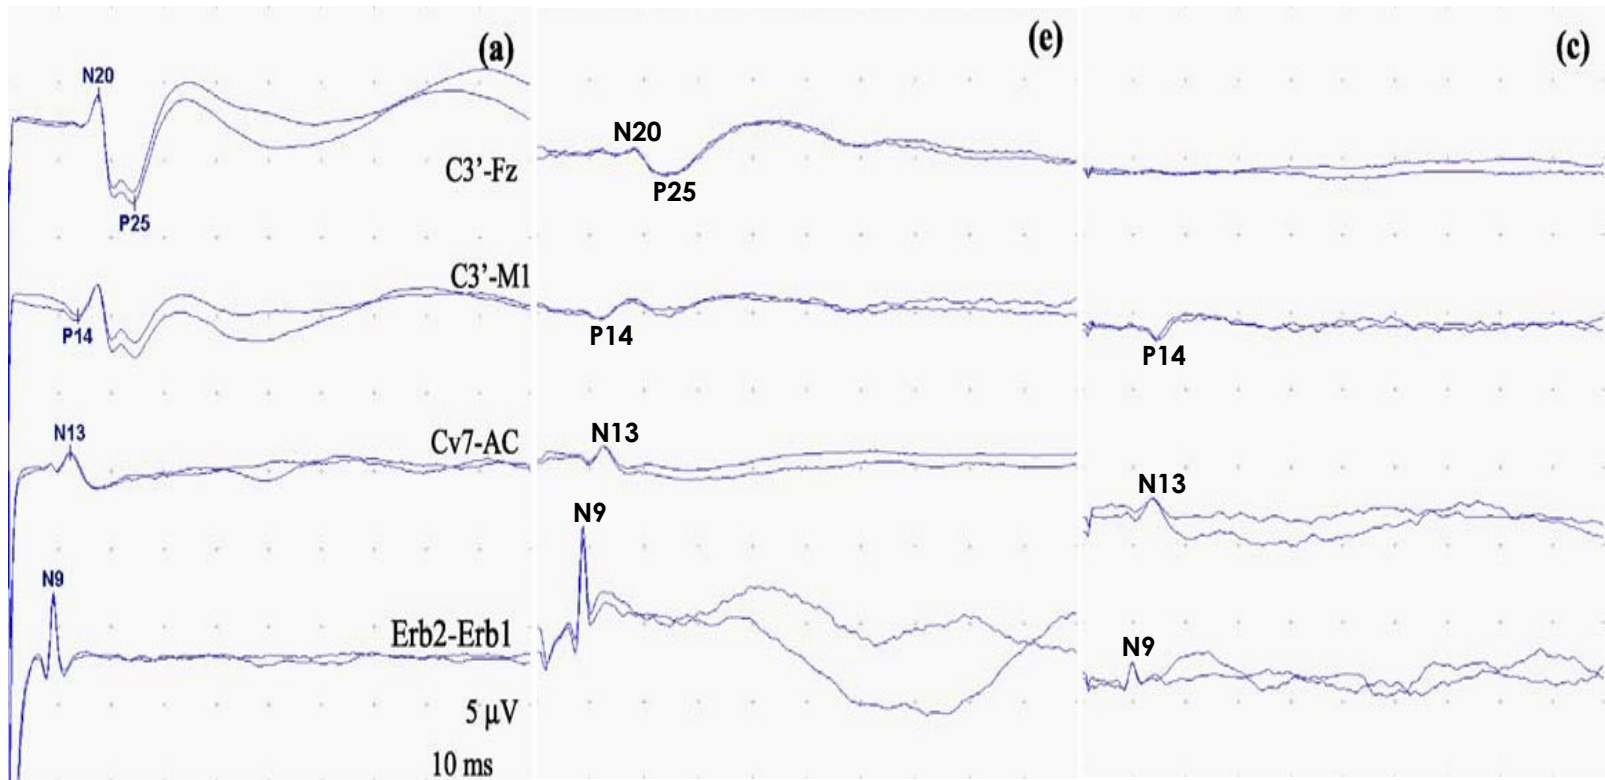 (a)
N20
C3'-Fz
P25
C3'-M1
P14
N13
Cv7-AC
N9
Erb2-Erb1
5 μV
10 ms
(e)
N20
P25
P14
N13
N9
(c)
P14
N13
N9